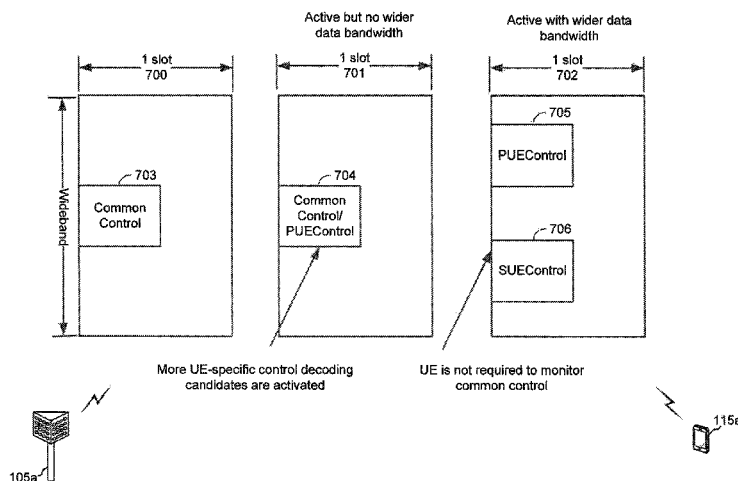 Active but no wider
data bandwidth
Active with wider data
bandwidth
1 slot
700
1 slot
701
1 slot
702
Wideband
703
Common
Control
704
Common
Control/
PUEControl
705
PUEControl
706
SUEControl
More UE-specific control decoding
candidates are activated
UE is not required to monitor
common control
105a
115a